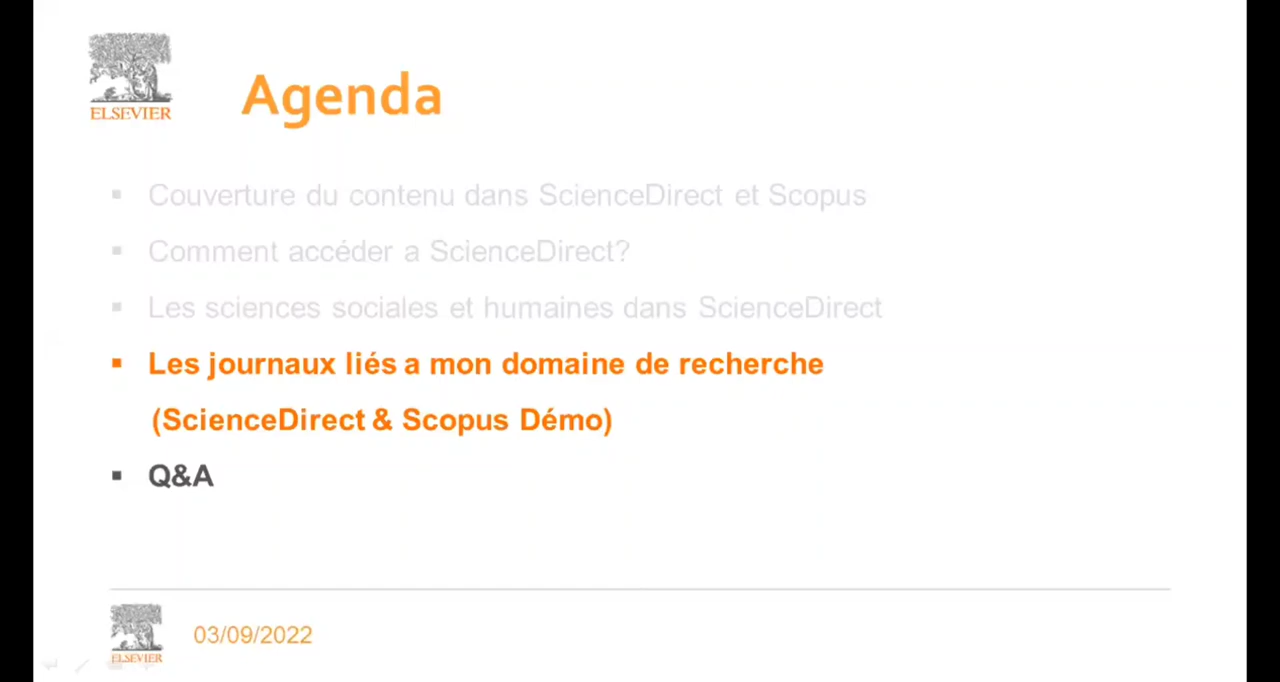 ELSEVIER
Agenda
▪ Couverture du contenu dans ScienceDirect et Scopus
▪ Comment accéder a ScienceDirect?
▪ Les sciences sociales et humaines dans ScienceDirect
▪ Les journaux liés a mon domaine de recherche
(ScienceDirect & Scopus Démo)
▪ Q&A
ELSEVIER
03/09/2022